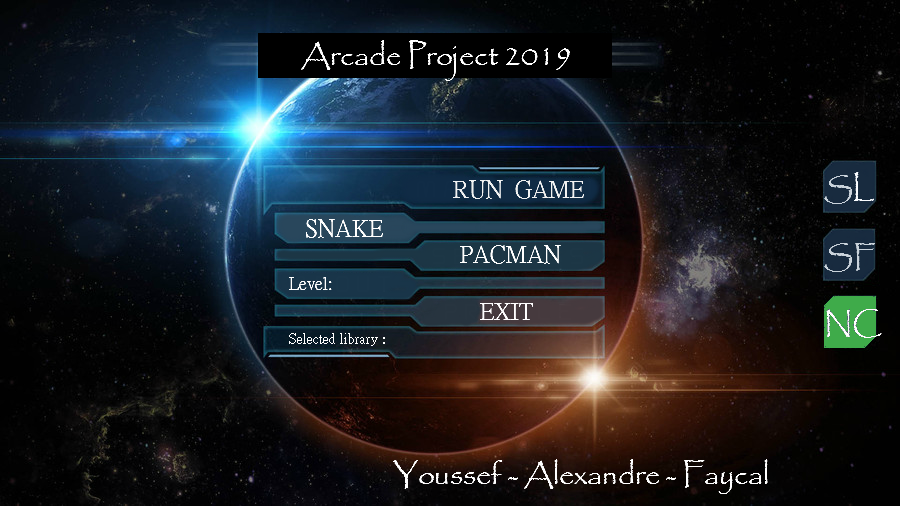 Arcade Project 2019
RUN GAME
SNAKE
PACMAN
Level:
EXIT
Selected library :
SL
SF
NC
Youssef ~ Alexandre ~ Faycal